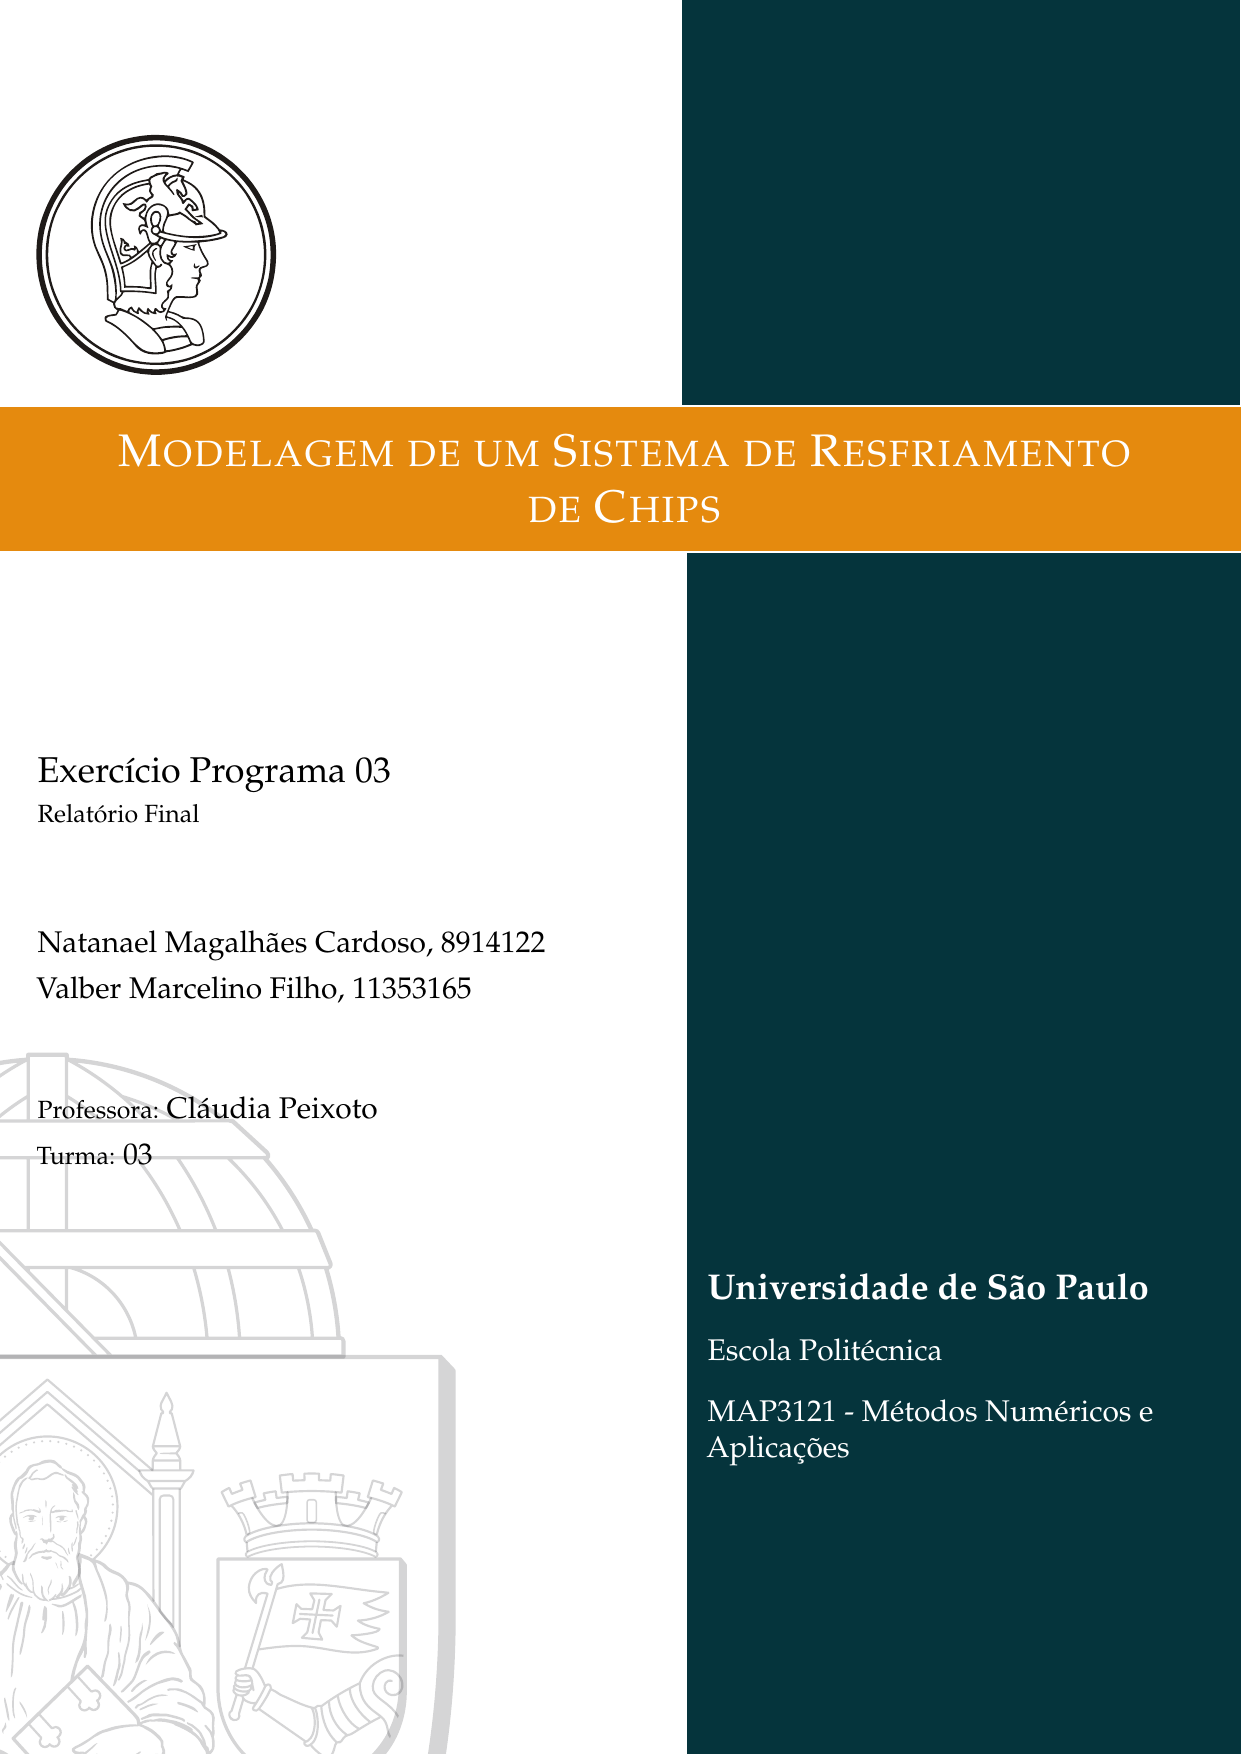 MODELAGEM DE UM SISTEMA DE RESFRIAMENTO
DE CHIPS
Exercício Programa 03
Relatório Final
Natanael Magalhães Cardoso, 8914122
Valber Marcelino Filho, 11353165
Professora: Cláudia Peixoto
Turma: 03
Universidade de São Paulo
Escola Politécnica
MAP3121 - Métodos Numéricos e
Aplicações